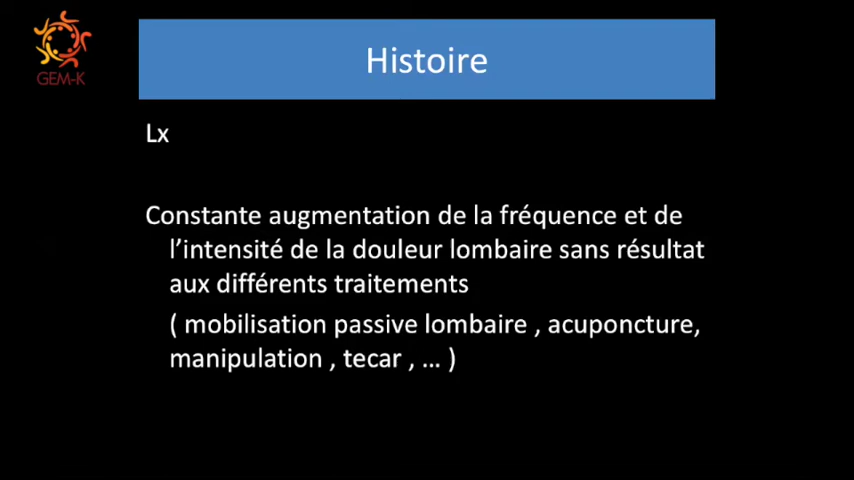 GEM-K
Histoire
Lx
Constante augmentation de la fréquence et de
l’intensité de la douleur lombaire sans résultat
aux différents traitements
( mobilisation passive lombaire , acuponcture,
manipulation , tecar , … )